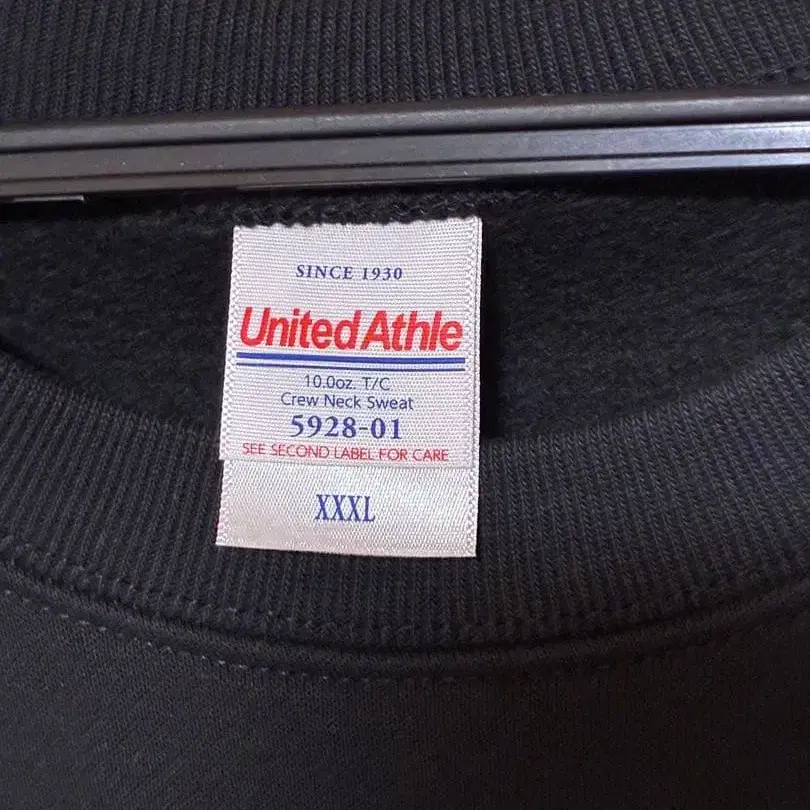 SINCE 1930
United Athle
10.0oz. T/C
Crew Neck Sweat
5928-01
SEE SECOND LABEL FOR CARE
XXXL